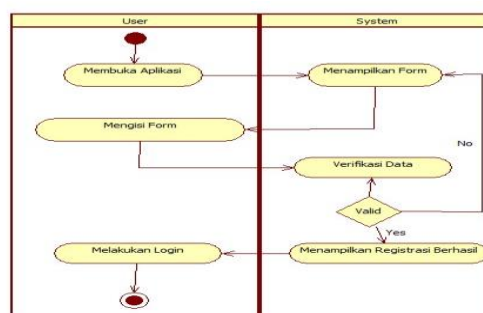 User
System
Membuka Aplikasi
Menampilkan Form
Mengisi Form
No
Verifikasi Data
Valid
Yes
Melakukan Login
Menampilkan Registrasi Berhasil